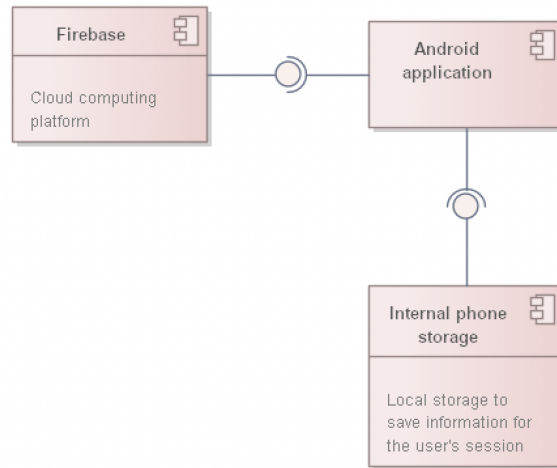 Firebase
Cloud computing
platform
Android
application
Internal phone
storage
Local storage to
save information for
the user's session